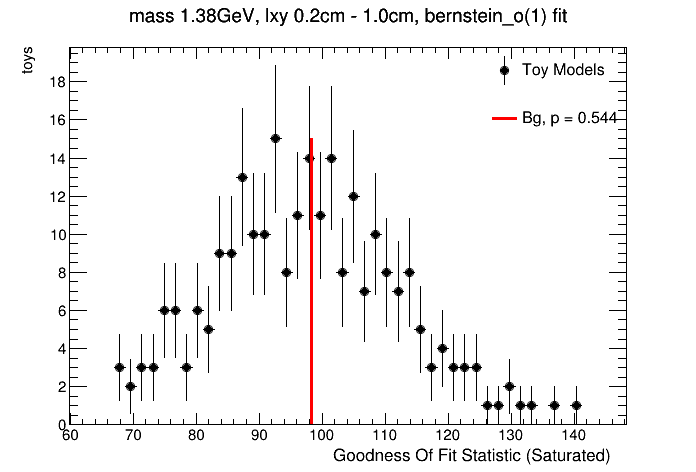 mass 1.38GeV, lxy 0.2cm - 1.0cm, bernstein_o(1) fit
toys
Toy Models
Bg, p = 0.544
18
16
14
12
10
8
6
4
2
0
60 70 80 90 100 110 120 130 140
Goodness Of Fit Statistic (Saturated)